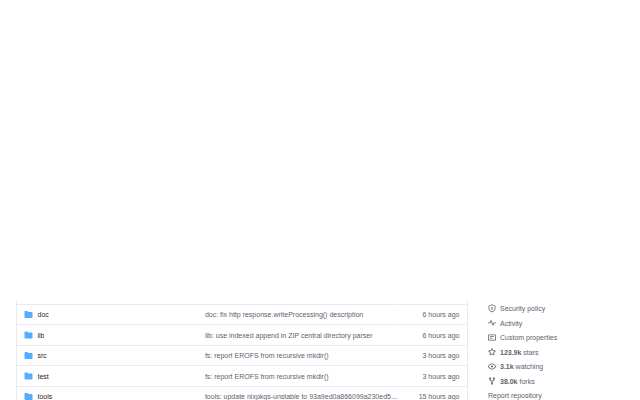 doc doc: fix http response.writeProcessing() description 6 hours ago
lib lib: use indexed append in ZIP central directory parser 6 hours ago
src fs: report EROFS from recursive mkdir() 3 hours ago
test fs: report EROFS from recursive mkdir() 3 hours ago
tools tools: update nixpkgs-unstable to 93a9ed0a866099a230ed5... 15 hours ago
Security policy
Activity
Custom properties
123.9k stars
3.1k watching
38.0k forks
Report repository